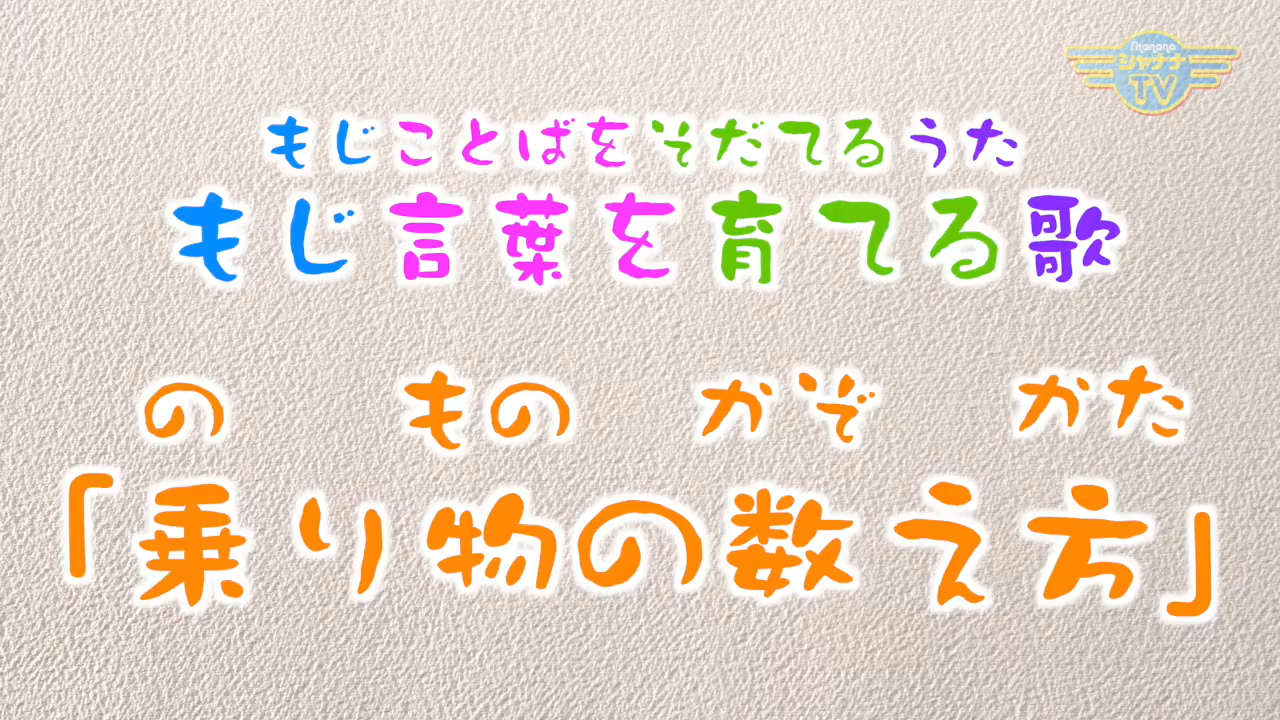 Shanana
シャナナ
TV
もじことばをそだてるうた
もじ言葉を育てる歌
の もの かぞ かた
「乗り物の数え方」